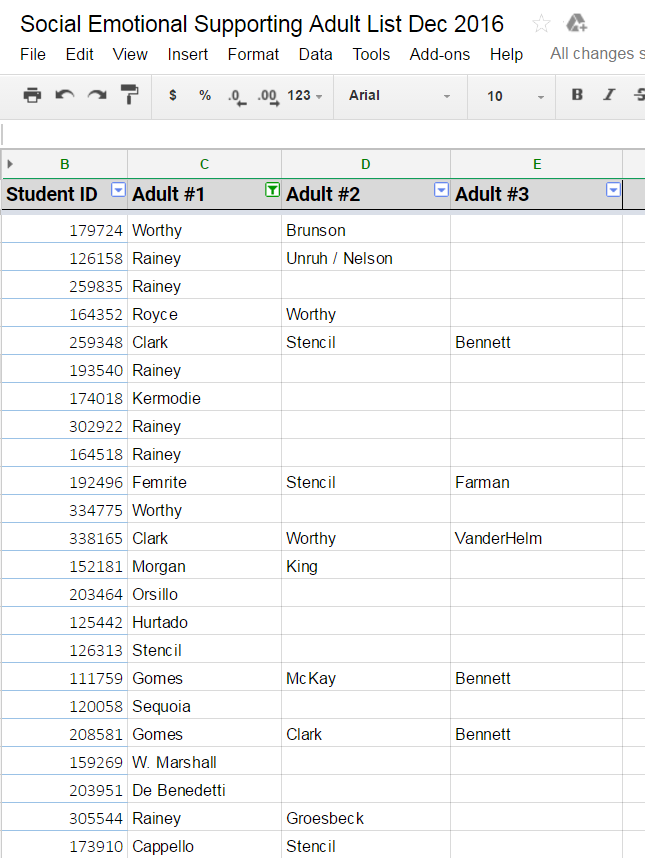 Social Emotional Supporting Adult List Dec 2016
File Edit View Insert Format Data Tools Add-ons Help All changes s
$ % .0 .00 123 Arial 10 B I S
B C D E
Student ID Adult #1 Adult #2 Adult #3
179724 Worthy Brunson
126158 Rainey Unruh / Nelson
259835 Rainey
164352 Royce Worthy
259348 Clark Stencil Bennett
193540 Rainey
174018 Kermodie
302922 Rainey
164518 Rainey
192496 Femrite Stencil Farman
334775 Worthy
338165 Clark Worthy VanderHelm
152181 Morgan King
203464 Orsillo
125442 Hurtado
126313 Stencil
111759 Gomes McKay Bennett
120058 Sequoia
208581 Gomes Clark Bennett
159269 W. Marshall
203951 De Benedetti
305544 Rainey Groesbeck
173910 Cappello Stencil